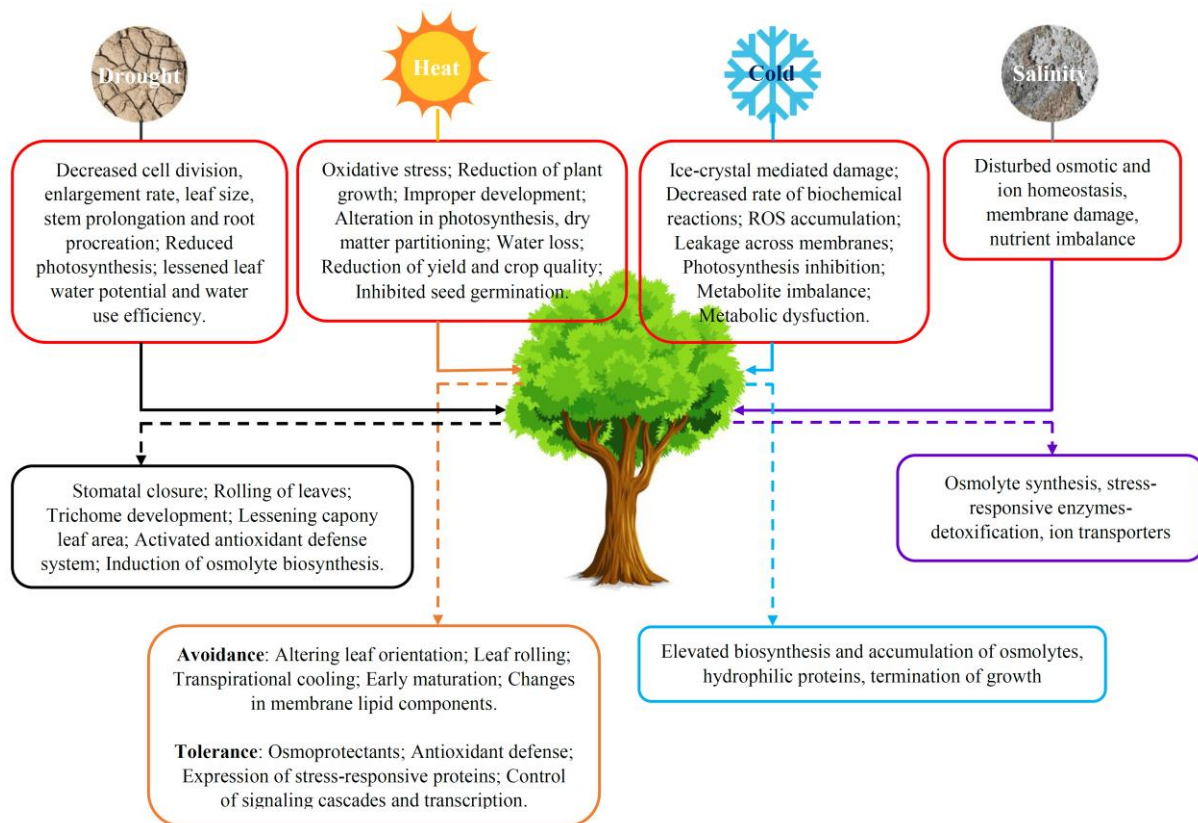 Drought
Heat
Cold
Salinity
Decreased cell division,
enlargement rate, leaf size,
stem prolongation and root
procreation; Reduced
photosynthesis; lessened leaf
water potential and water
use efficiency.
Oxidative stress; Reduction of plant
growth; Improper development;
Alteration in photosynthesis, dry
matter partitioning; Water loss;
Reduction of yield and crop quality;
Inhibited seed germination.
Ice-crystal mediated damage;
Decreased rate of biochemical
reactions; ROS accumulation;
Leakage across membranes;
Photosynthesis inhibition;
Metabolite imbalance;
Metabolic dysfuction.
Disturbed osmotic and
ion homeostasis,
membrane damage,
nutrient imbalance
Stomatal closure; Rolling of leaves;
Trichome development; Lessening capony
leaf area; Activated antioxidant defense
system; Induction of osmolyte biosynthesis.
Osmolyte synthesis, stress-
responsive enzymes-
detoxification, ion transporters
Avoidance: Altering leaf orientation; Leaf rolling;
Transpirational cooling; Early maturation; Changes
in membrane lipid components.
Tolerance: Osmoprotectants; Antioxidant defense;
Expression of stress-responsive proteins; Control
of signaling cascades and transcription.
Elevated biosynthesis and accumulation of osmolytes,
hydrophilic proteins, termination of growth